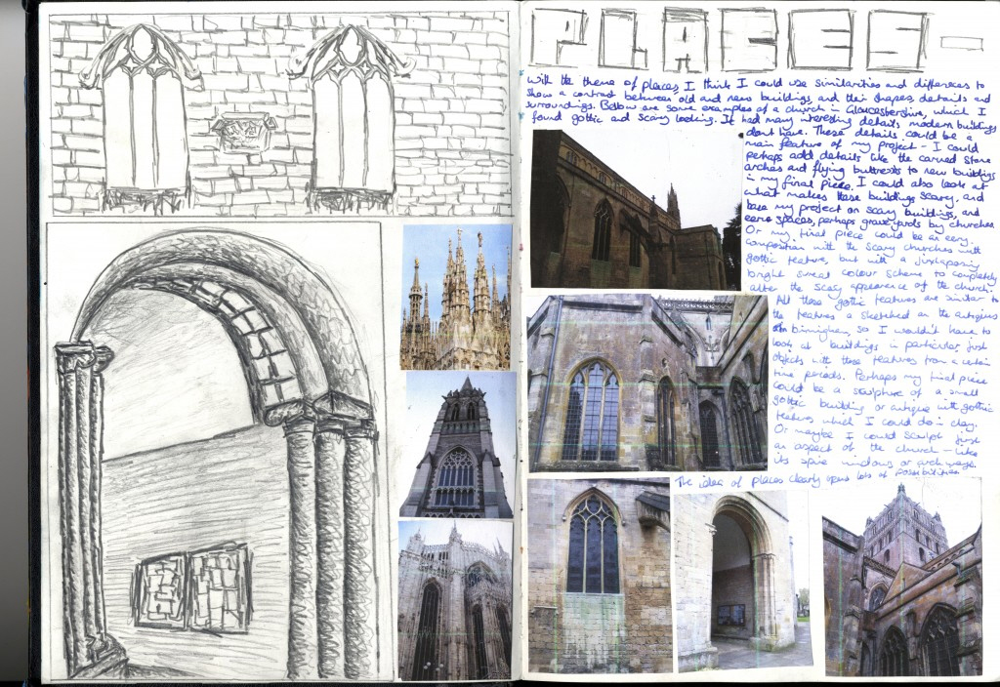 PLACES -
With the theme of places, I think I could use similarities and differences to
show a contrast between old and new buildings, and their shapes, details and
surroundings. Below are some examples of a church in Gloucestershire, which I
found gothic and scary looking. It had many interesting details modern buildings
dont have. These details could be a
main feature of my project - I could
perhaps add details like the carved stone
arches and flying buttresses to new buildings
in my final piece. I could also look at
what makes these buildings scary, and
base my project on scary buildings, and
eerie spaces, perhaps graveyards by churches.
Or my final piece could be an eery
composition with the scary churches with
gothic feature, but with a juxtaposing
bright surreal colour scheme to completely
alter the scary appearance of the church.
All these gothic features are similar to
the features I sketched on the antiques
in birmingham, so I wouldn't have to
look at buildings in particular, just
objects with these features from a certain
time periods. Perhaps my final piece
could be a sculpture of a small
gothic building or antique with gothic
features which I could do in clay.
Or maybe I could sculpt just
an aspect of the church - like
its spire windows or archways.
The idea of places clearly opens lots of possibilities